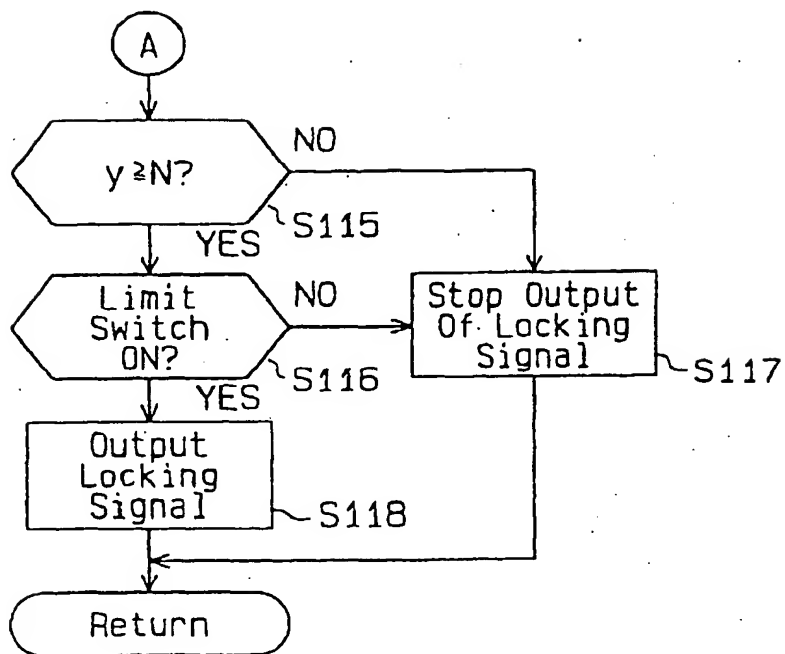 A
y≧N?
NO
S115
YES
Limit
Switch
ON?
NO
S116
YES
Stop Output
Of Locking
Signal
S117
Output
Locking
Signal
S118
Return